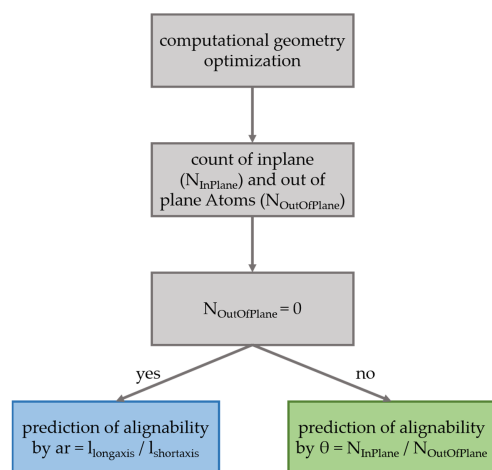 computational geometry
optimization
count of inplane
(N_InPlane) and out of
plane Atoms (N_OutOfPlane)
N_OutOfPlane = 0
yes
no
prediction of alignability
by ar = l_longaxis / l_shortaxis
prediction of alignability
by θ = N_InPlane / N_OutOfPlane